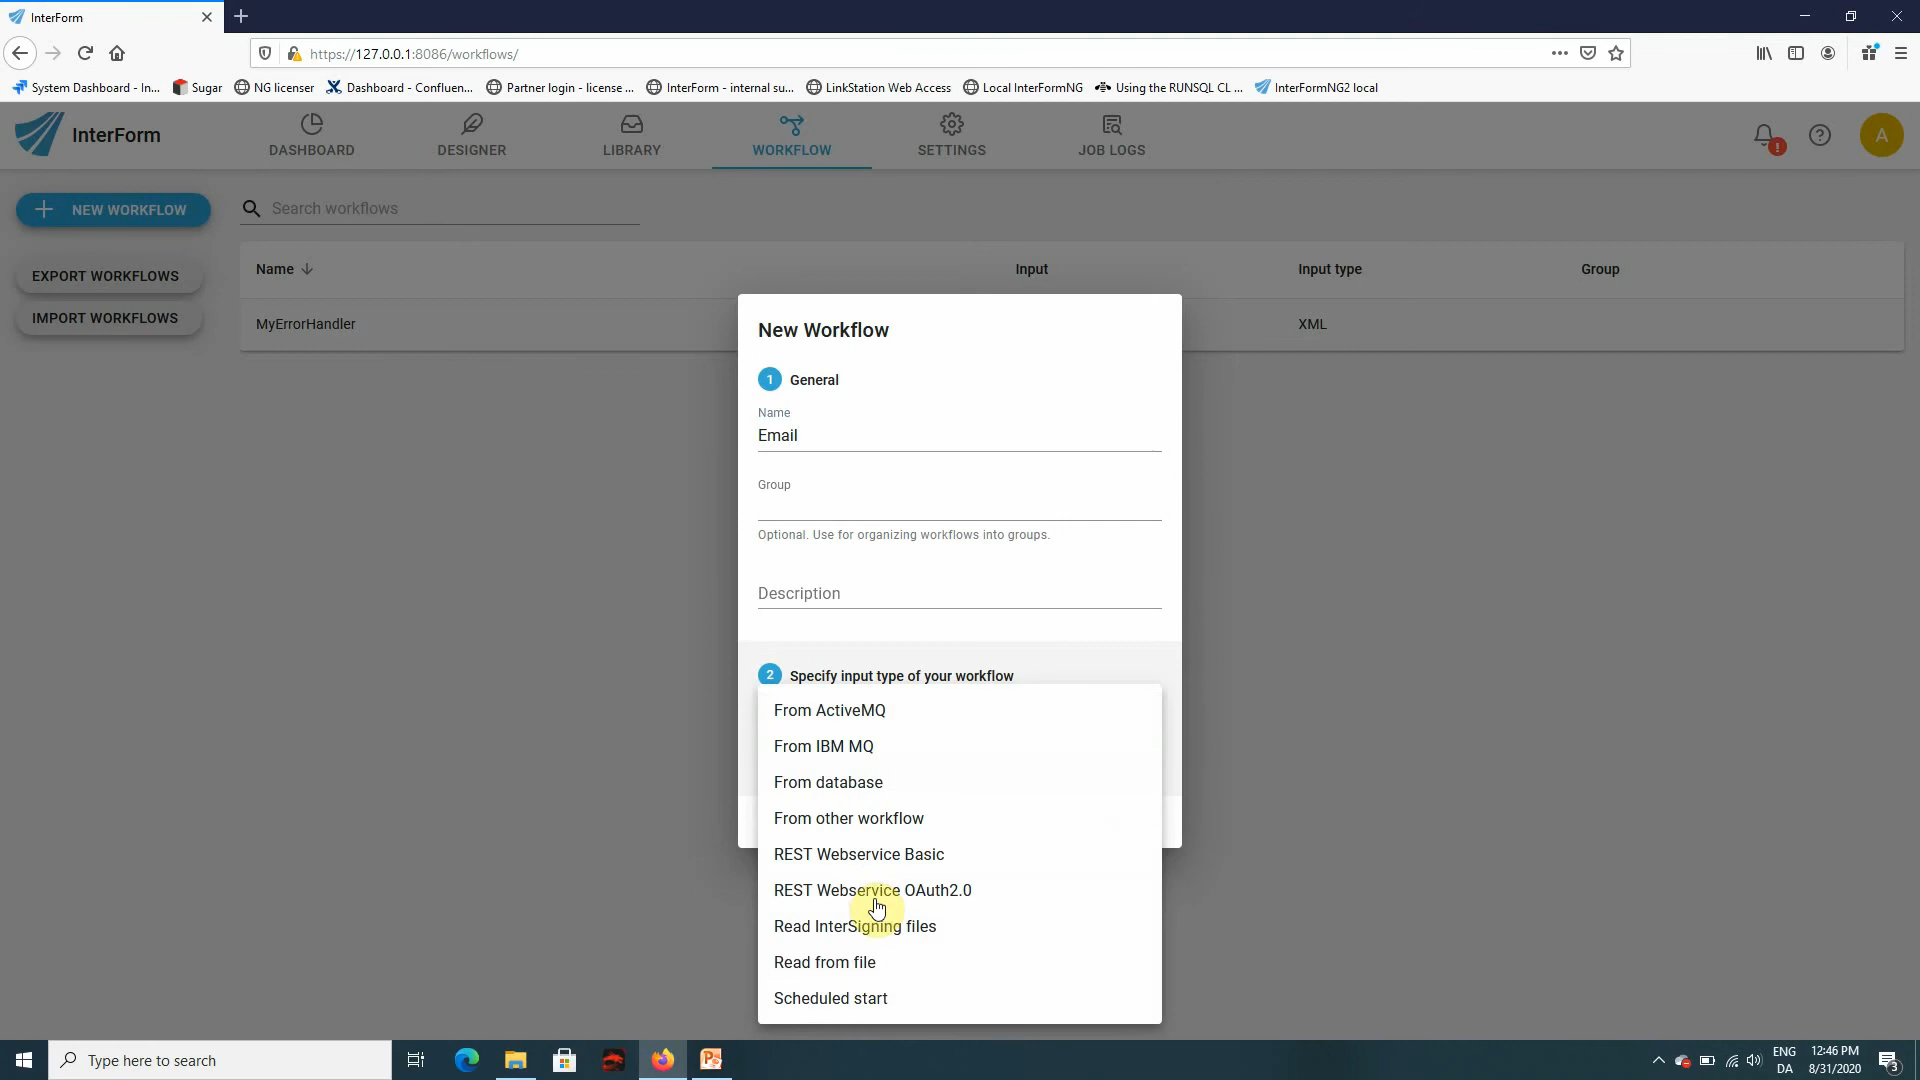 InterForm
https://127.0.0.1:8086/workflows/
System Dashboard - In...
Sugar
NG licenser
Dashboard - Confluen...
Partner login - license ...
InterForm - internal su...
LinkStation Web Access
Local InterFormNG
Using the RUNSQL CL ...
InterFormNG2 local
InterForm
DASHBOARD
DESIGNER
LIBRARY
WORKFLOW
SETTINGS
JOB LOGS
!
?
A
NEW WORKFLOW
Search workflows
EXPORT WORKFLOWS
IMPORT WORKFLOWS
Name
Input
Input type
Group
MyErrorHandler
XML
New Workflow
1 General
Name
Email
Group
Optional. Use for organizing workflows into groups.
Description
2 Specify input type of your workflow
From ActiveMQ
From IBM MQ
From database
From other workflow
REST Webservice Basic
REST Webservice OAuth2.0
Read InterSigning files
Read from file
Scheduled start
Type here to search
ENG
DA
12:46 PM
8/31/2020
3